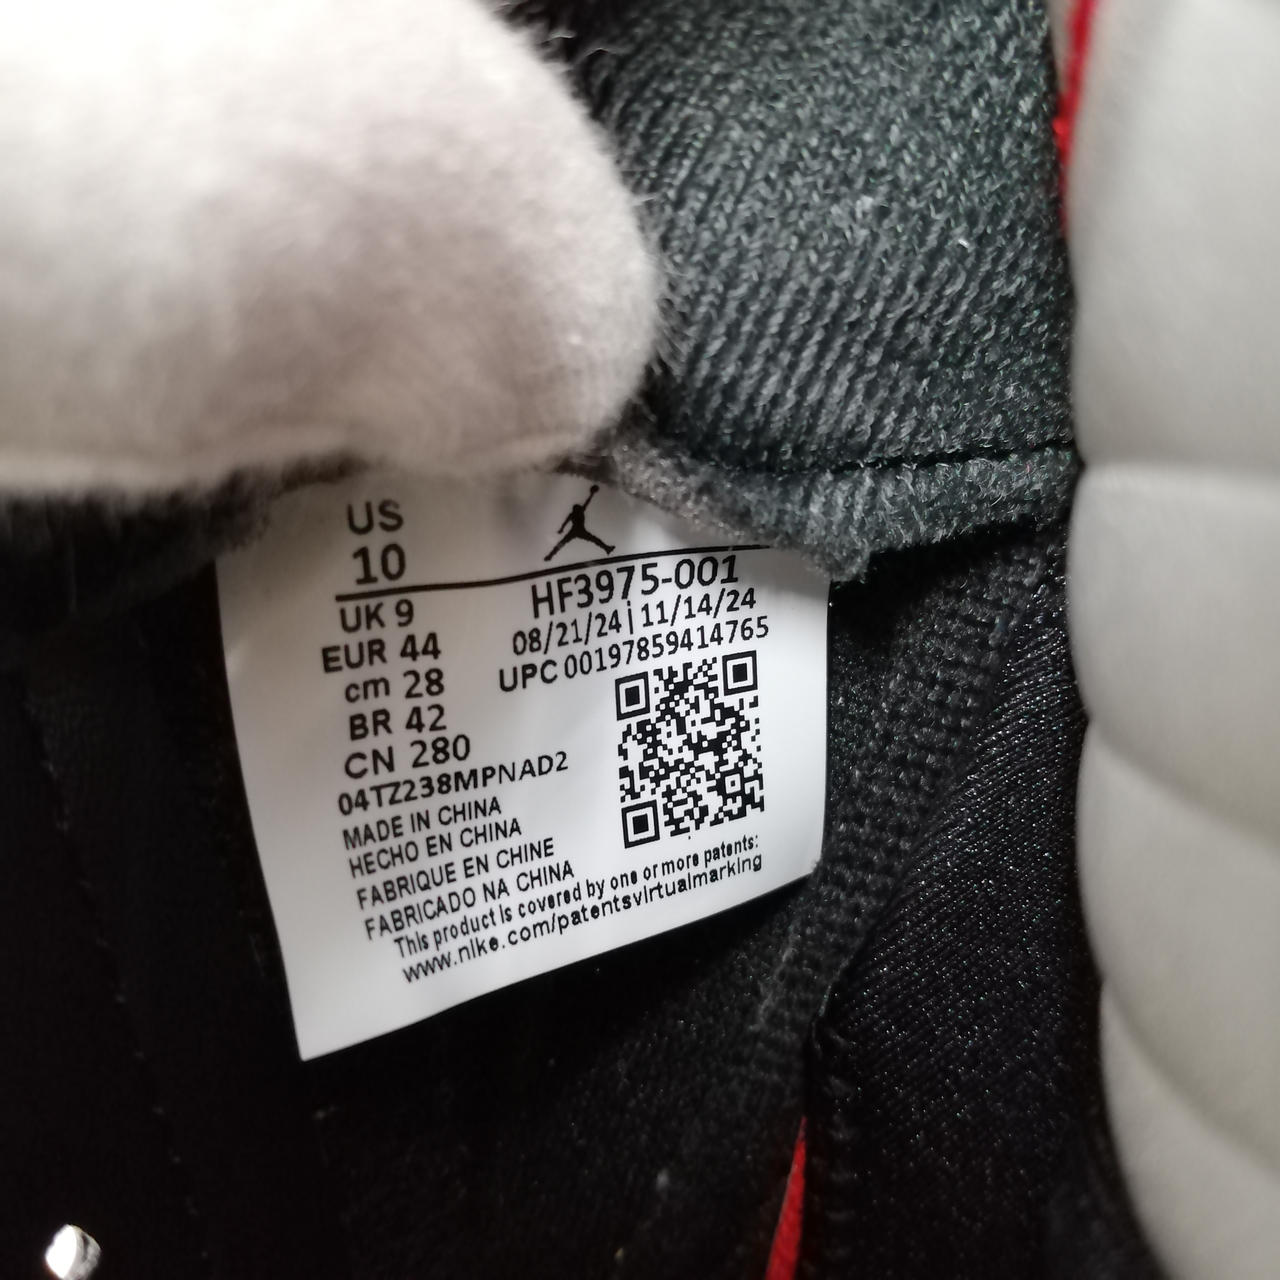 US
10
UK 9
EUR 44
cm 28
BR 42
CN 280
HF3975-001
08/21/24 | 11/14/24
UPC 00197859414765
04TZ238MPNAD2
MADE IN CHINA
HECHO EN CHINA
FABRIQUE EN CHINE
FABRICADO NA CHINA
This product is covered by one or more patents:
www.nike.com/patentsvirtualmarking